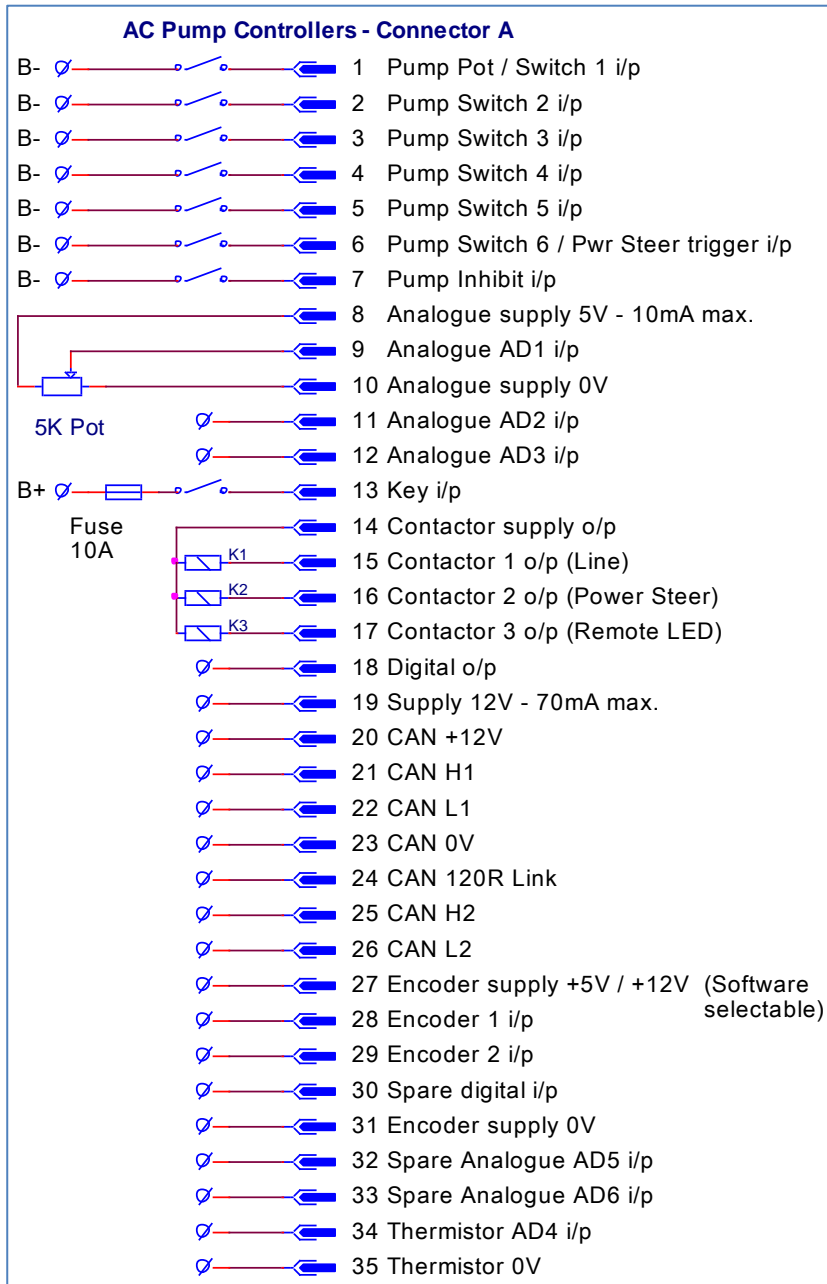 AC Pump Controllers - Connector A
B- 1 Pump Pot / Switch 1 i/p
B- 2 Pump Switch 2 i/p
B- 3 Pump Switch 3 i/p
B- 4 Pump Switch 4 i/p
B- 5 Pump Switch 5 i/p
B- 6 Pump Switch 6 / Pwr Steer trigger i/p
B- 7 Pump Inhibit i/p
8 Analogue supply 5V - 10mA max.
9 Analogue AD1 i/p
10 Analogue supply 0V
5K Pot
11 Analogue AD2 i/p
12 Analogue AD3 i/p
B+ 13 Key i/p
Fuse
10A
14 Contactor supply o/p
K1 15 Contactor 1 o/p (Line)
K2 16 Contactor 2 o/p (Power Steer)
K3 17 Contactor 3 o/p (Remote LED)
18 Digital o/p
19 Supply 12V - 70mA max.
20 CAN +12V
21 CAN H1
22 CAN L1
23 CAN 0V
24 CAN 120R Link
25 CAN H2
26 CAN L2
27 Encoder supply +5V / +12V (Software
selectable)
28 Encoder 1 i/p
29 Encoder 2 i/p
30 Spare digital i/p
31 Encoder supply 0V
32 Spare Analogue AD5 i/p
33 Spare Analogue AD6 i/p
34 Thermistor AD4 i/p
35 Thermistor 0V